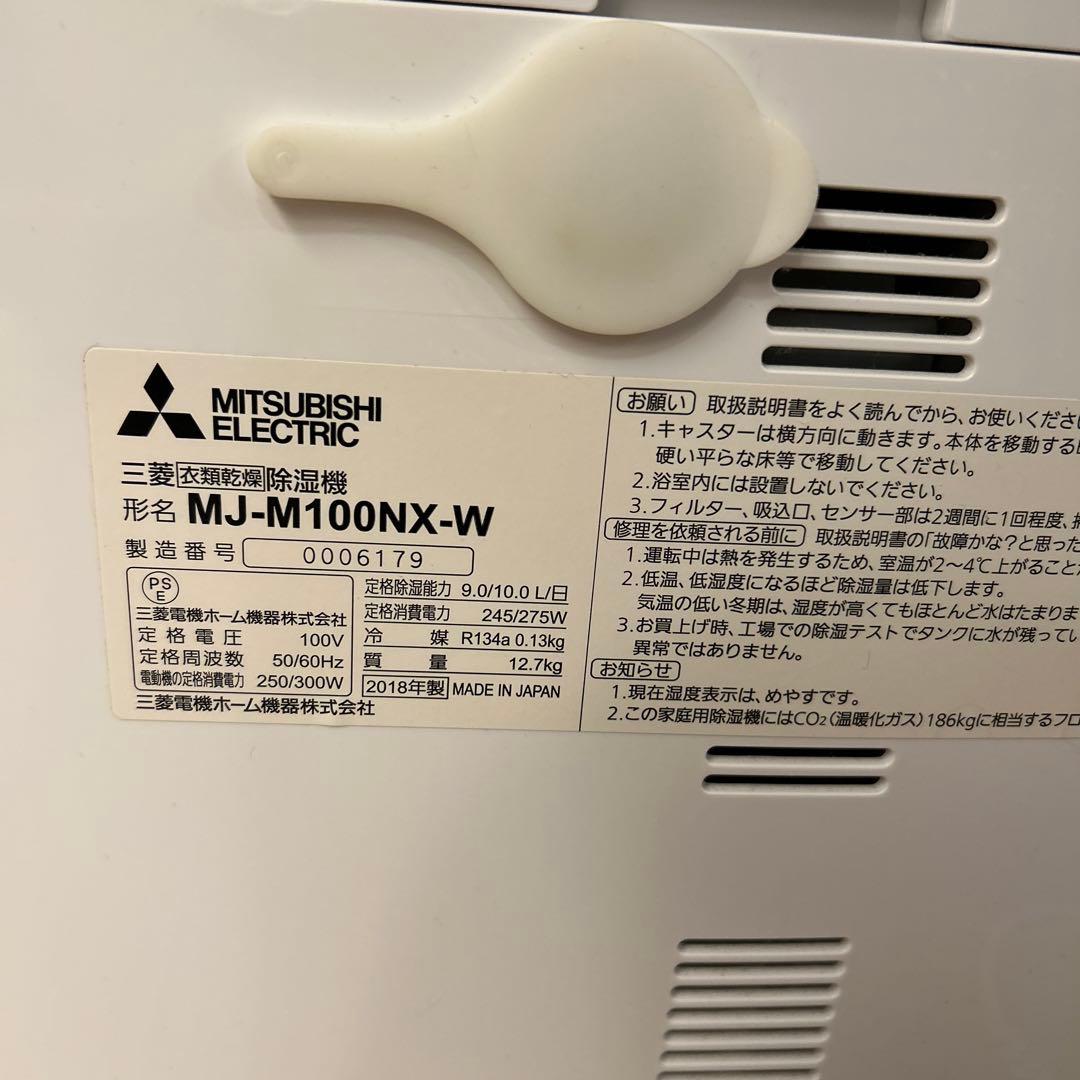 MITSUBISHI
ELECTRIC
三菱 衣類乾燥 除湿機
形名 MJ-M100NX-W
製造番号 0006179
PS
E
三菱電機ホーム機器株式会社
定格電圧 100V
定格周波数 50/60Hz
電動機の定格消費電力 250/300W
定格除湿能力 9.0/10.0 L/日
定格消費電力 245/275W
冷媒 R134a 0.13kg
質量 12.7kg
2018年製 MADE IN JAPAN
三菱電機ホーム機器株式会社
お願い 取扱説明書をよく読んでから、お使いくださ
1.キャスターは横方向に動きます。本体を移動する
硬い平らな床等で移動してください。
2.浴室内には設置しないでください。
3.フィルター、吸込口、センサー部は2週間に1回程度、
修理を依頼される前に 取扱説明書の「故障かな?と思った
1.運転中は熱を発生するため、室温が2〜4℃上がること
2.低温、低湿度になるほど除湿量は低下します。
気温の低い冬期は、湿度が高くてもほとんど水はたまりま
3.お買上げ時、工場での除湿テストでタンクに水が残ってい
異常ではありません。
お知らせ
1.現在湿度表示は、めやすです。
2.この家庭用除湿機にはCO2(温暖化ガス)186kgに相当するフロ